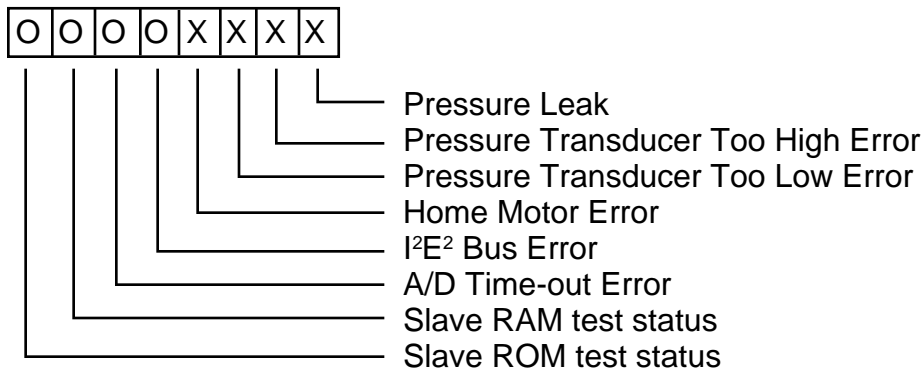 OOOOXXXX
Pressure Leak
Pressure Transducer Too High Error
Pressure Transducer Too Low Error
Home Motor Error
I²E² Bus Error
A/D Time-out Error
Slave RAM test status
Slave ROM test status